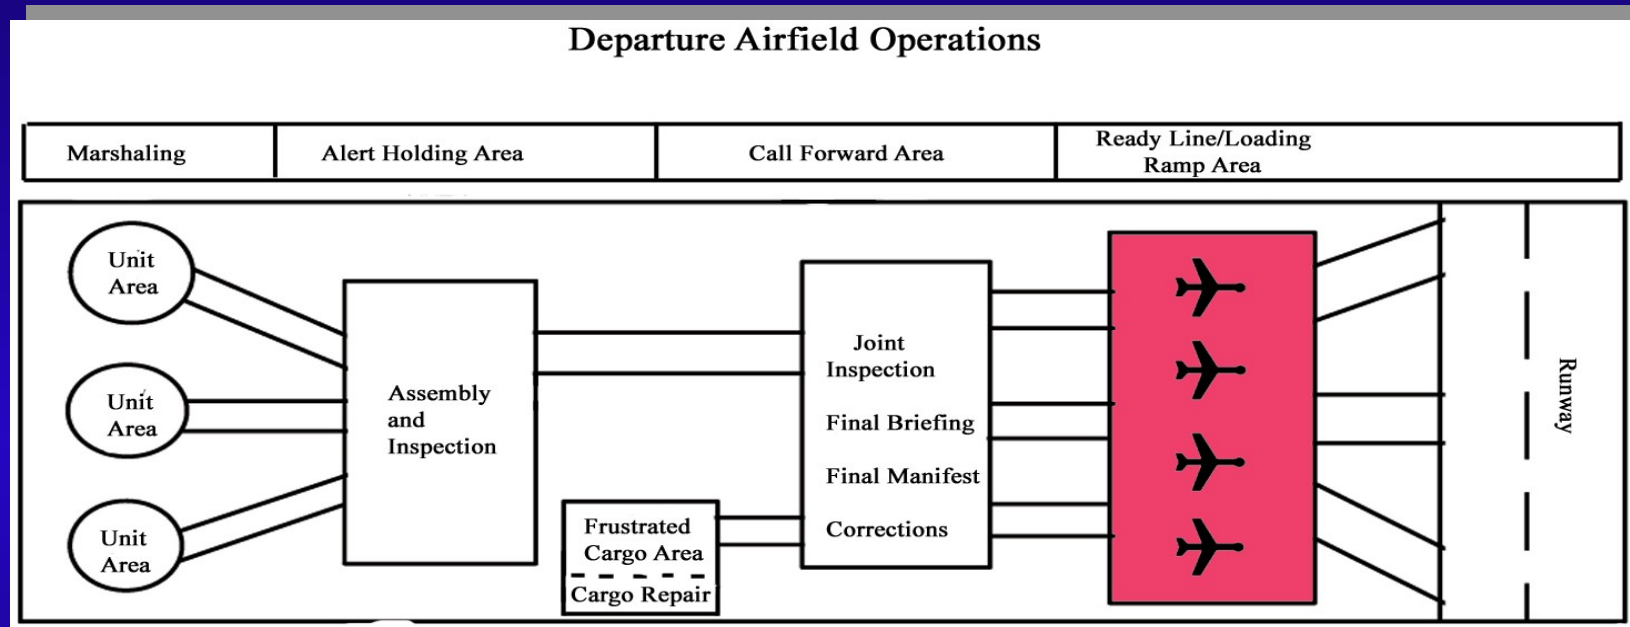 Departure Airfield Operations
Marshaling
Alert Holding Area
Call Forward Area
Ready Line/Loading
Ramp Area
Unit
Area
Unit
Area
Unit
Area
Assembly
and
Inspection
Frustrated
Cargo Area
Cargo Repair
Joint
Inspection
Final Briefing
Final Manifest
Corrections
Runway